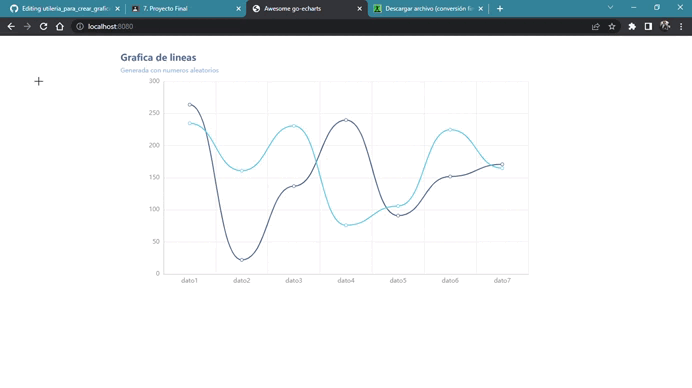 Editing utileria_para_crear_grafic
7. Proyecto Final
Awesome go-echarts
Descargar archivo (conversión fi
localhost:8080
Grafica de lineas
Generada con numeros aleatorios
300
250
200
150
100
50
0
dato1 dato2 dato3 dato4 dato5 dato6 dato7